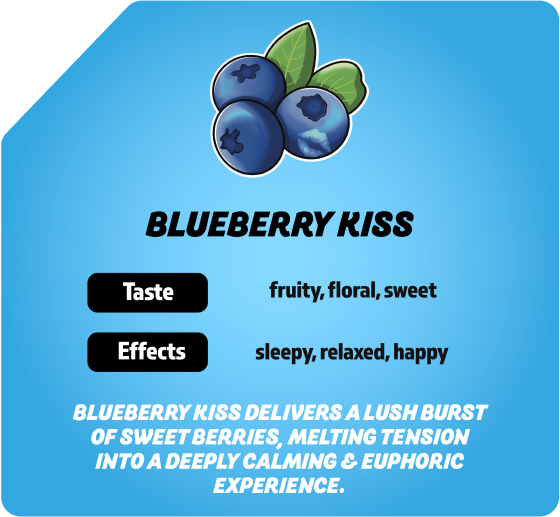 BLUEBERRY KISS
Taste fruity, floral, sweet
Effects sleepy, relaxed, happy
BLUEBERRY KISS DELIVERS A LUSH BURST
OF SWEET BERRIES, MELTING TENSION
INTO A DEEPLY CALMING & EUPHORIC
EXPERIENCE.